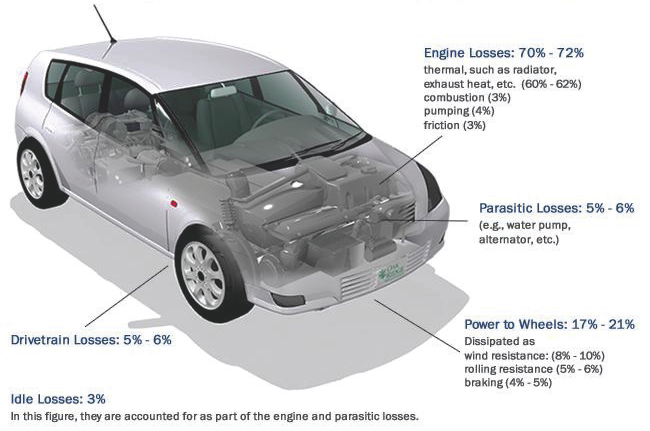 Engine Losses: 70% - 72%
thermal, such as radiator,
exhaust heat, etc. (60% - 62%)
combustion (3%)
pumping (4%)
friction (3%)
Parasitic Losses: 5% - 6%
(e.g., water pump,
alternator, etc.)
Power to Wheels: 17% - 21%
Dissipated as
wind resistance: (8% - 10%)
rolling resistance (5% - 6%)
braking (4% - 5%)
Drivetrain Losses: 5% - 6%
Idle Losses: 3%
In this figure, they are accounted for as part of the engine and parasitic losses.
OAK
RIDGE